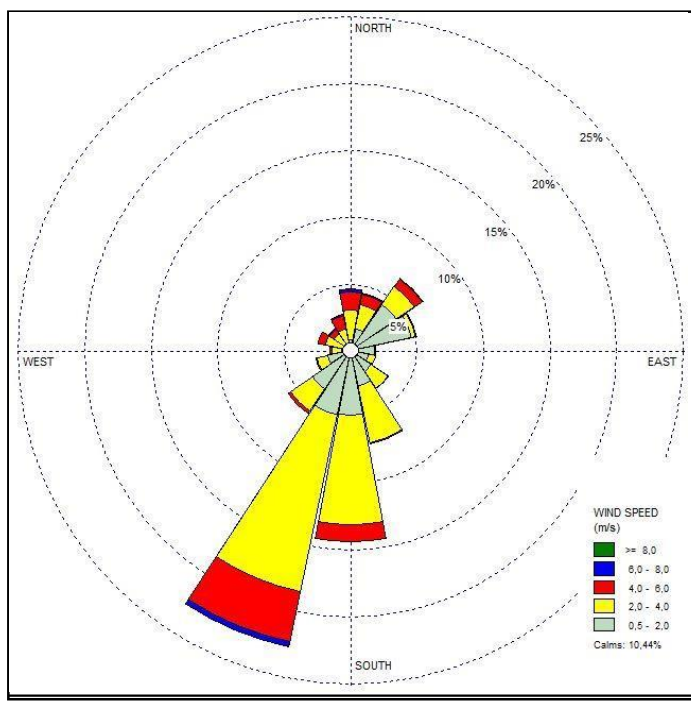 NORTH
25%
20%
15%
10%
5%
WEST
EAST
WIND SPEED
(m/s)
>= 8,0
6,0 - 8,0
4,0 - 6,0
2,0 - 4,0
0,5 - 2,0
Calms: 10,44%
SOUTH